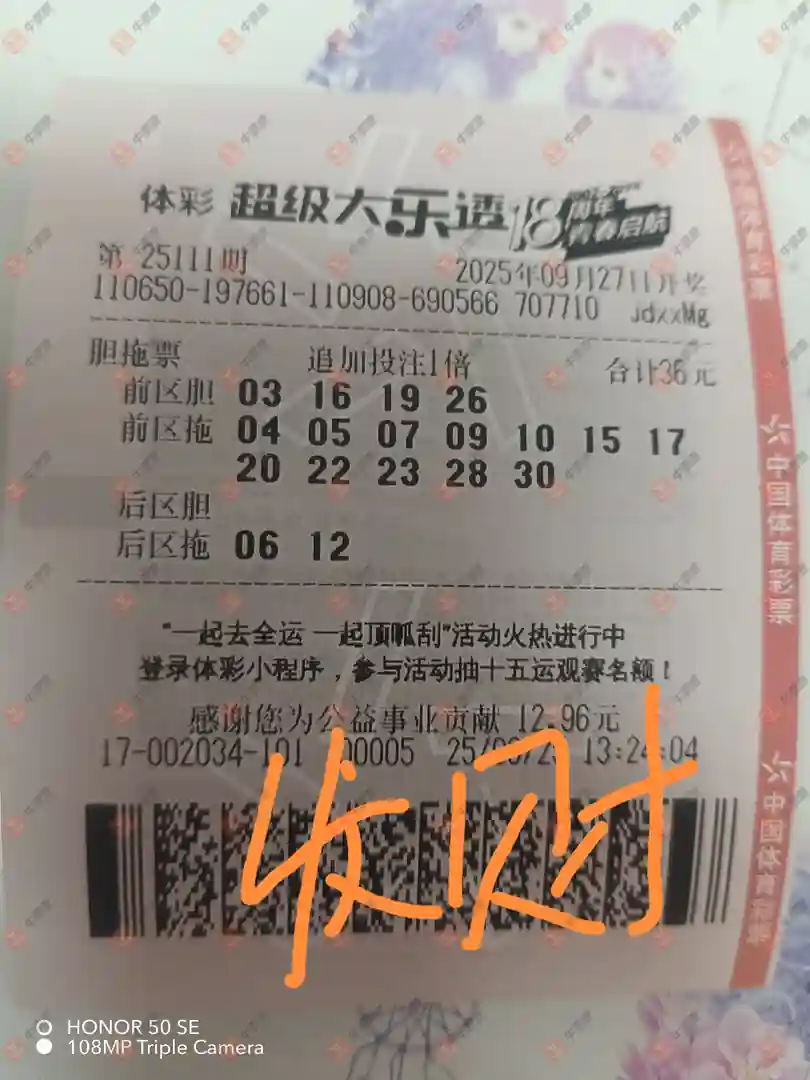 体彩 超级大乐透 18周年 青春启航
第 25111期 2025年09月27日开奖
110650-197661-110908-690566 707710 JdxxMg
胆拖票 追加投注1倍 合计36元
前区胆 03 16 19 26
前区拖 04 05 07 09 10 15 17
20 22 23 28 30
后区胆
后区拖 06 12
“一起去全运 一起顶呱刮”活动火热进行中
登录体彩小程序，参与活动抽十五运观赛名额！
感谢您为公益事业贡献 12.96元
17-002034-101 00005 13:24:04
发财
中国体育彩票
中国体育彩票
中国体育彩票
HONOR 50 SE
108MP Triple Camera